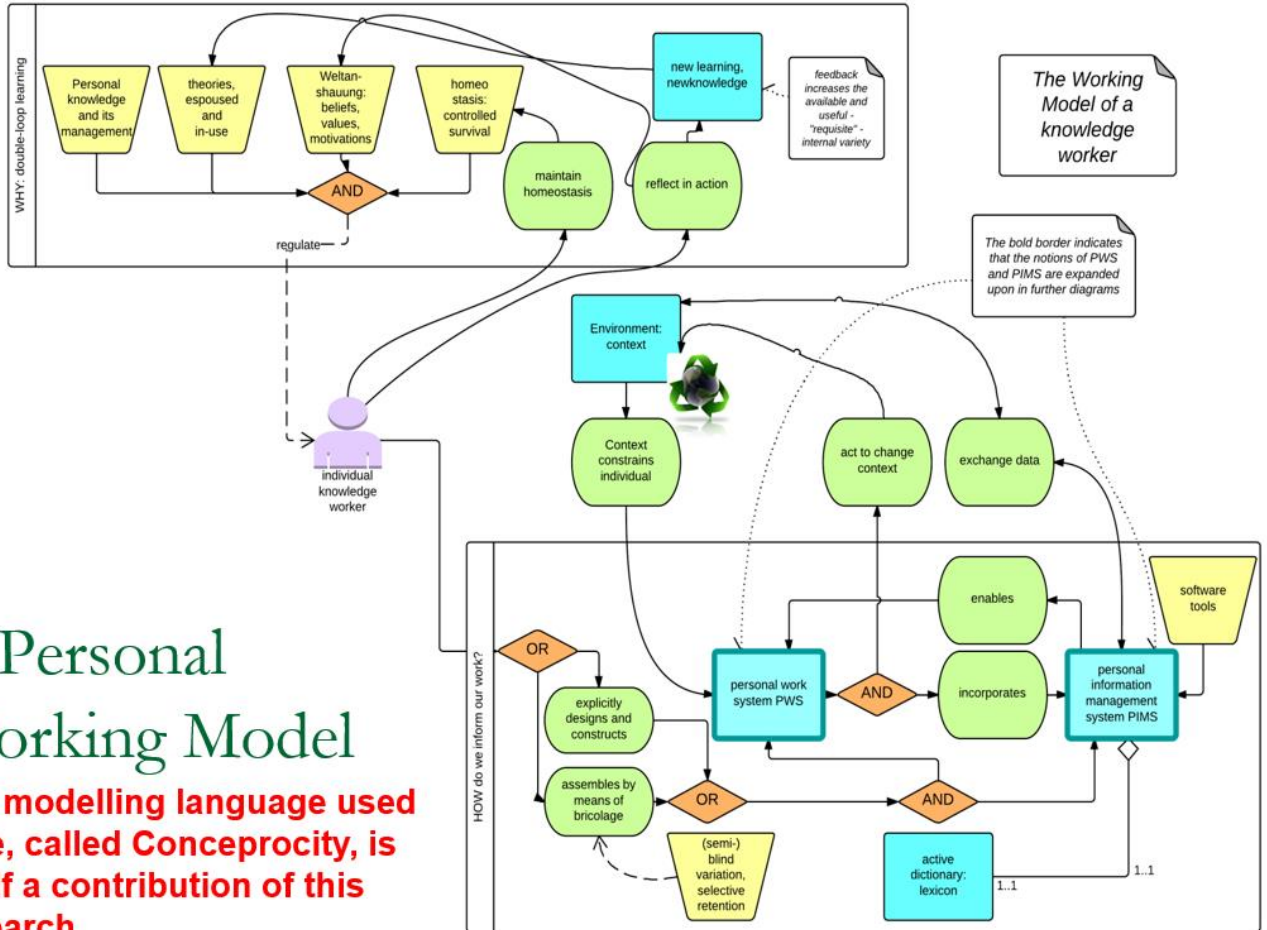 WHY: double-loop learning
Personal
knowledge
and its
management
theories,
espoused
and
in-use
Weltan-
shauung:
beliefs,
values,
motivations
homeo
stasis:
controlled
survival
new learning,
newknowledge
feedback
increases the
available and
useful -
"requisite" -
internal variety
The Working
Model of a
knowledge
worker
AND
maintain
homeostasis
reflect in action
regulate
The bold border indicates
that the notions of PWS
and PIMS are expanded
upon in further diagrams
Environment:
context
individual
knowledge
worker
Context
constrains
individual
act to change
context
exchange data
HOW do we inform our work?
enables
software
tools
OR
personal work
system PWS
AND
incorporates
personal
information
management
system PIMS
explicitly
designs and
constructs
assembles by
means of
bricolage
OR
AND
(semi-)
blind
variation,
selective
retention
active
dictionary:
lexicon
1..1
1..1
Personal
orking Model
modelling language used
e, called Conceprocity, is
f a contribution of this
earch